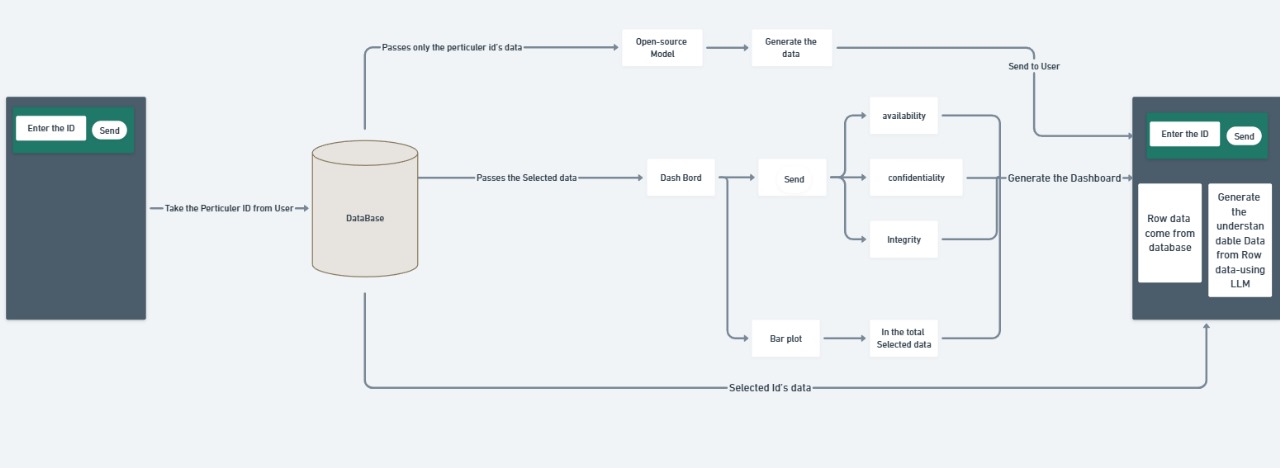 Passes only the perticuler id's data
Open-source
Model
Generate the
data
Send to User
Enter the ID
Send
availability
Enter the ID
Send
Passes the Selected data
Dash Bord
Send
confidentiality
Generate the Dashboard
Take the Perticuler ID from User
DataBase
Integrity
Row data
come from
database
Generate
the
understan
dable Data
from Row
data-using
LLM
Bar plot
In the total
Selected data
Selected Id's data